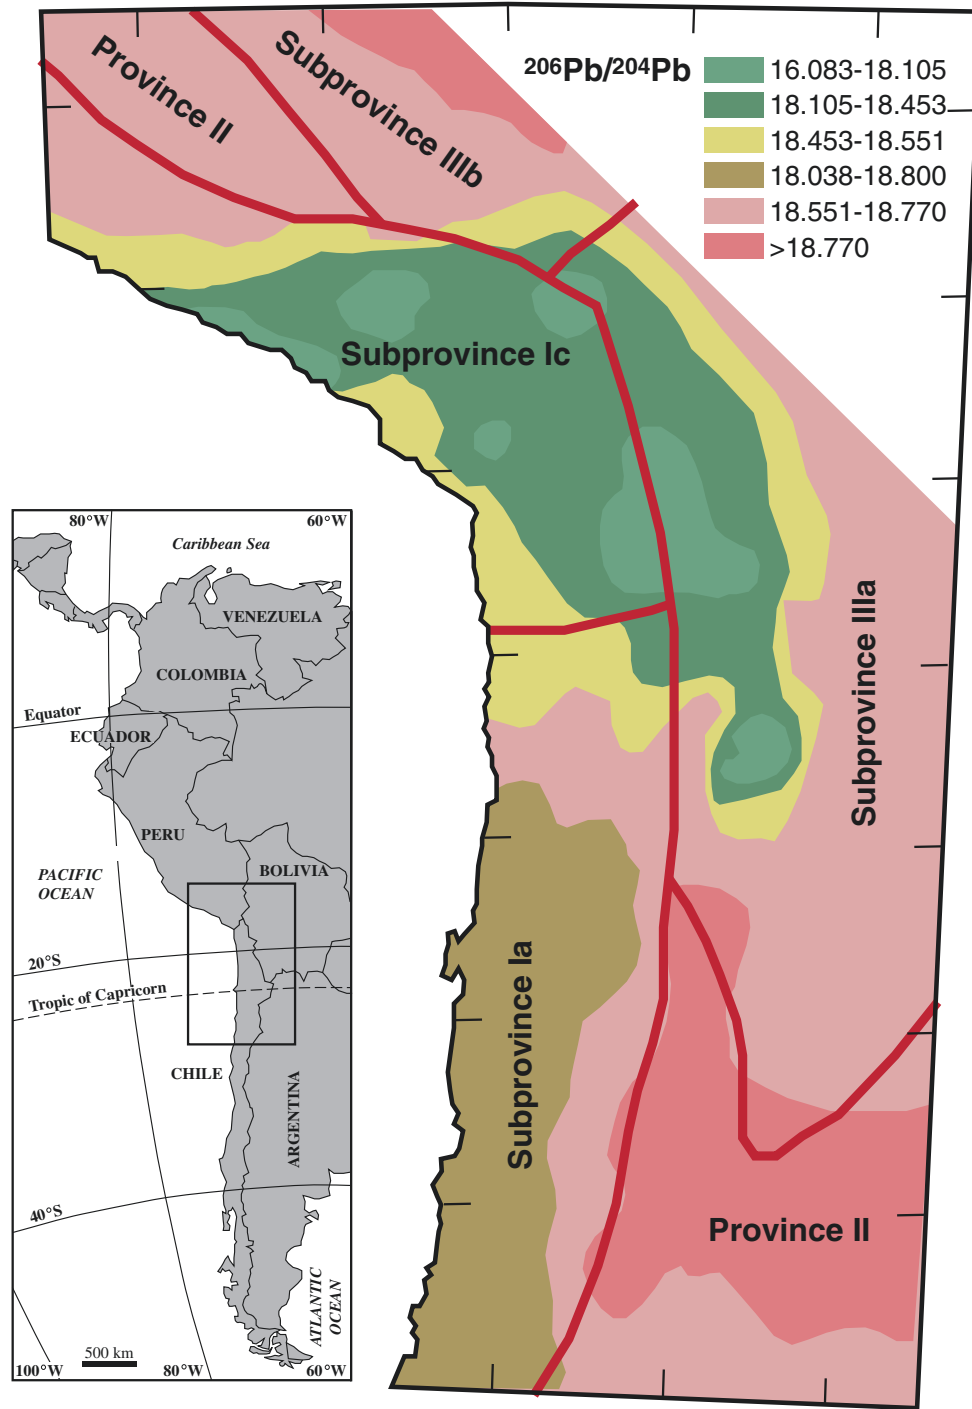 Province II
Subprovince IIIb
206Pb/204Pb
16.083-18.105
18.105-18.453
18.453-18.551
18.038-18.800
18.551-18.770
>18.770
Subprovince Ic
Subprovince IIIa
Subprovince Ia
Province II
80°W
60°W
Caribbean Sea
VENEZUELA
COLOMBIA
Equator
ECUADOR
PERU
BOLIVIA
PACIFIC
OCEAN
20°S
Tropic of Capricorn
CHILE
ARGENTINA
40°S
ATLANTIC
OCEAN
500 km
100°W
80°W
60°W